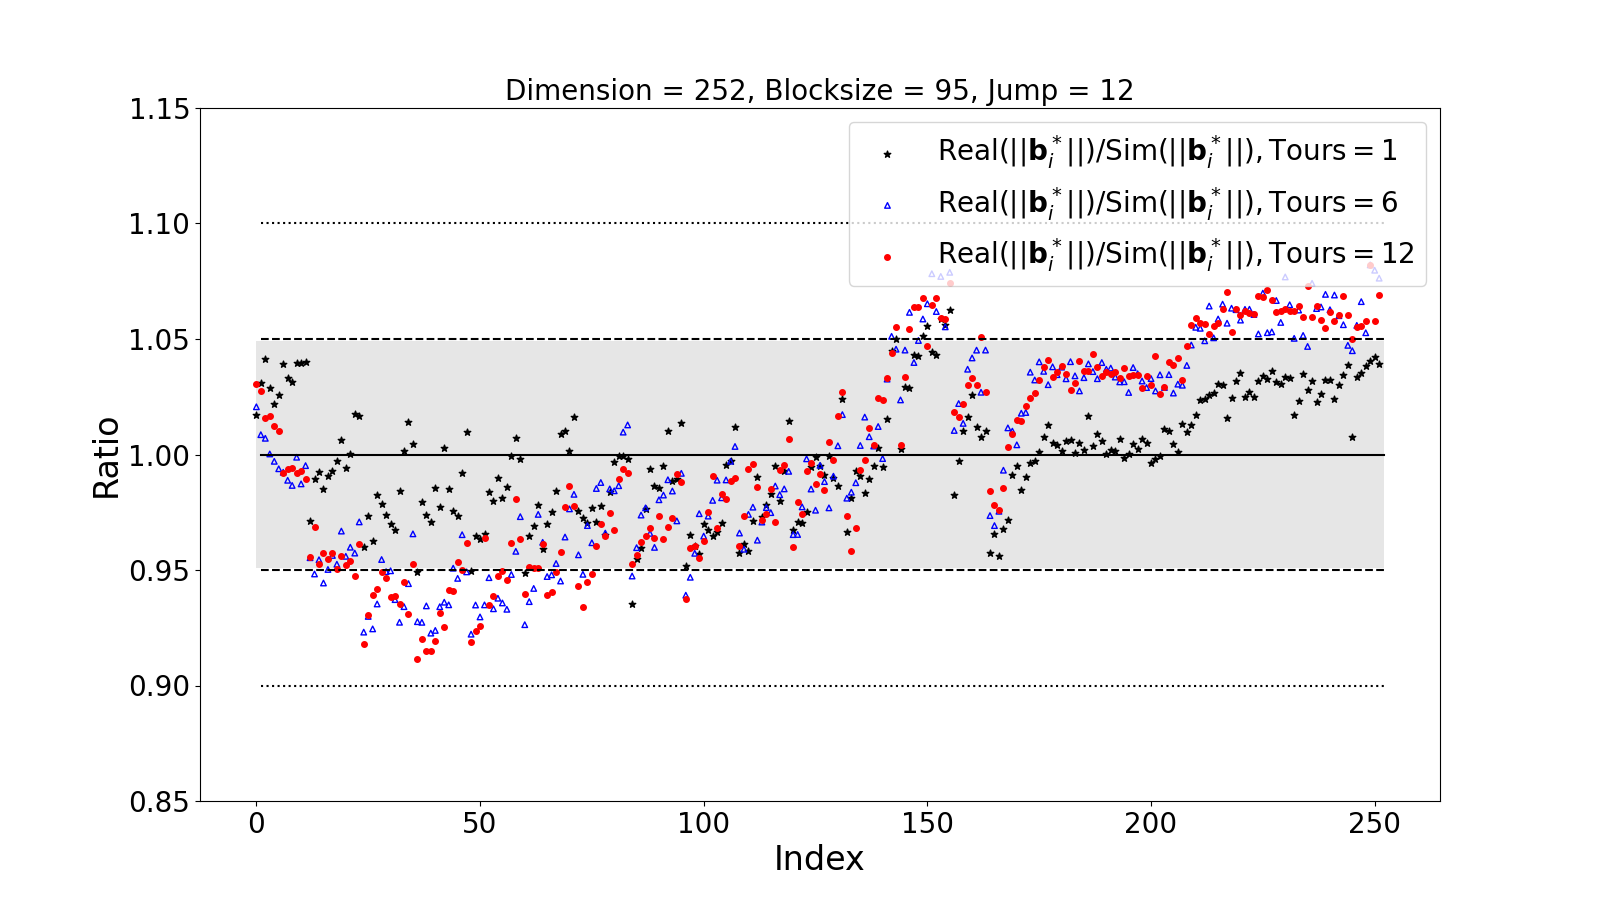 Dimension = 252, Blocksize = 95, Jump = 12
Real(||b_i^*||)/Sim(||b_i^*||), Tours = 1
Real(||b_i^*||)/Sim(||b_i^*||), Tours = 6
Real(||b_i^*||)/Sim(||b_i^*||), Tours = 12
Ratio
1.15
1.10
1.05
1.00
0.95
0.90
0.85
0 50 100 150 200 250
Index